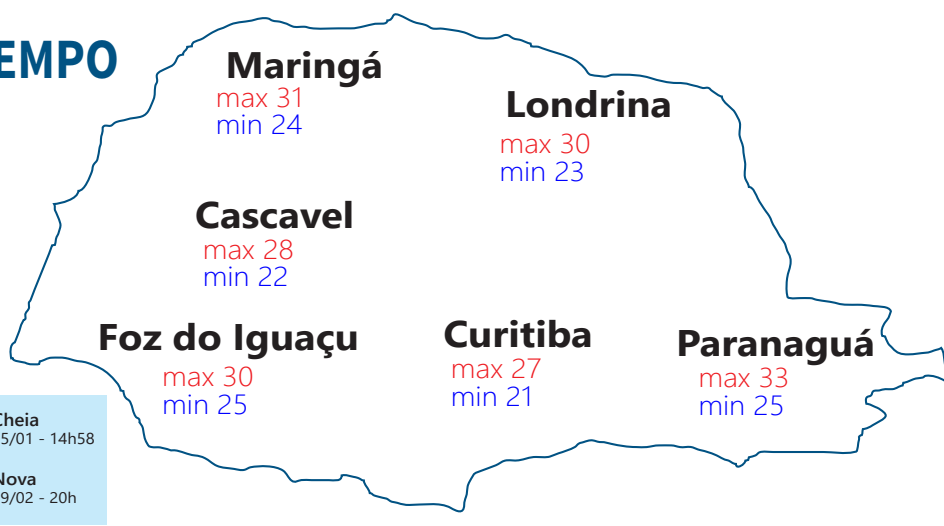 EMPO
Maringá
max 31
min 24
Londrina
max 30
min 23
Cascavel
max 28
min 22
Foz do Iguaçu
max 30
min 25
Curitiba
max 27
min 21
Paranaguá
max 33
min 25
Cheia
5/01 - 14h58
Nova
9/02 - 20h